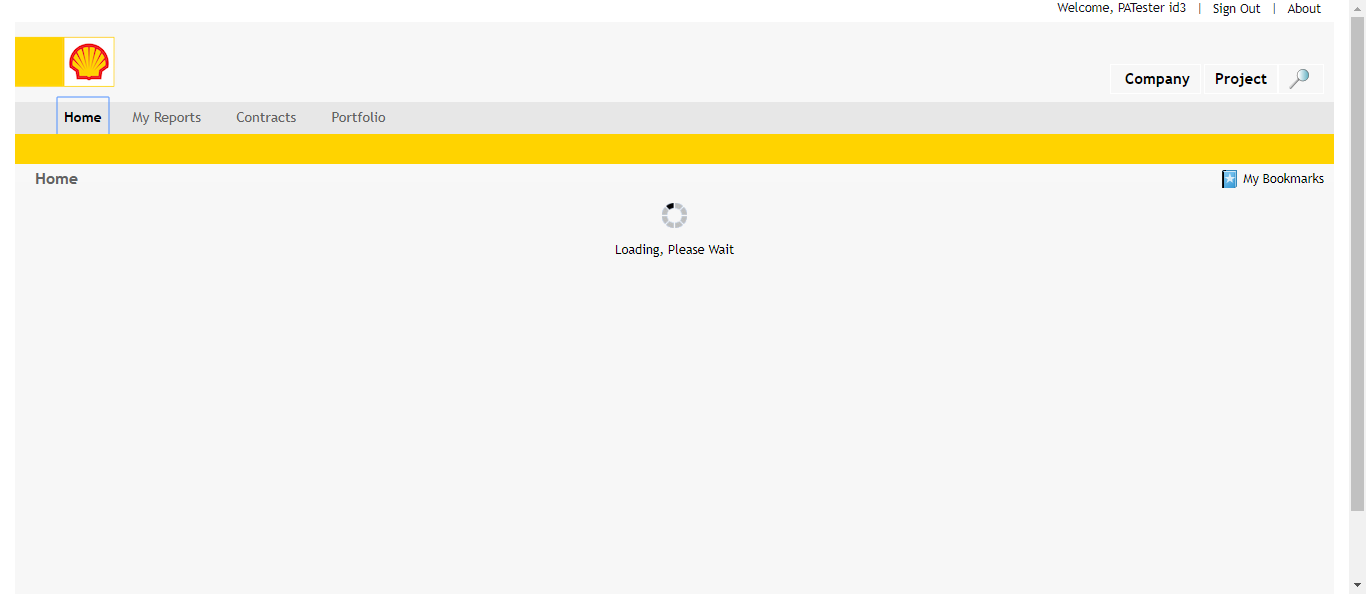 Welcome, PATester id3 | Sign Out | About
Company Project
Home My Reports Contracts Portfolio
Home My Bookmarks
Loading, Please Wait